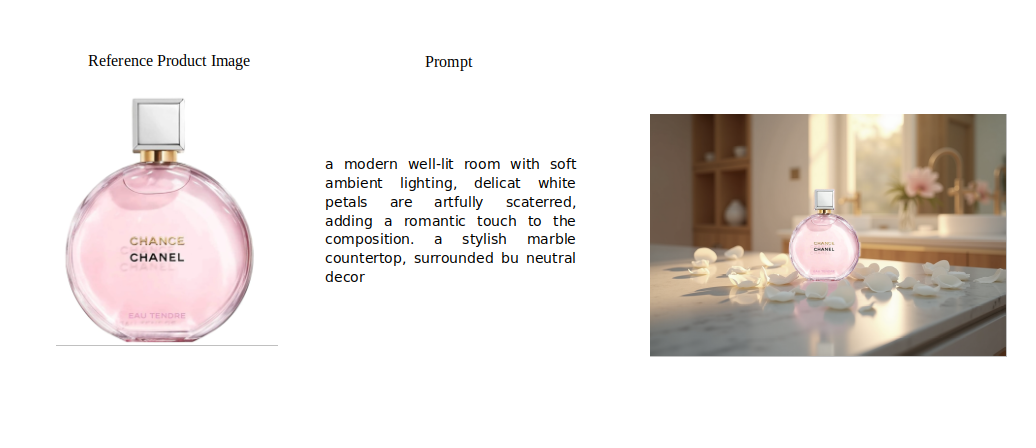 Reference Product Image
Prompt
CHANCE
CHANEL
EAU TENDRE
a modern well-lit room with soft
ambient lighting, delicat white
petals are artfully scaterred,
adding a romantic touch to the
composition. a stylish marble
countertop, surrounded bu neutral
decor
CHANCE
CHANEL